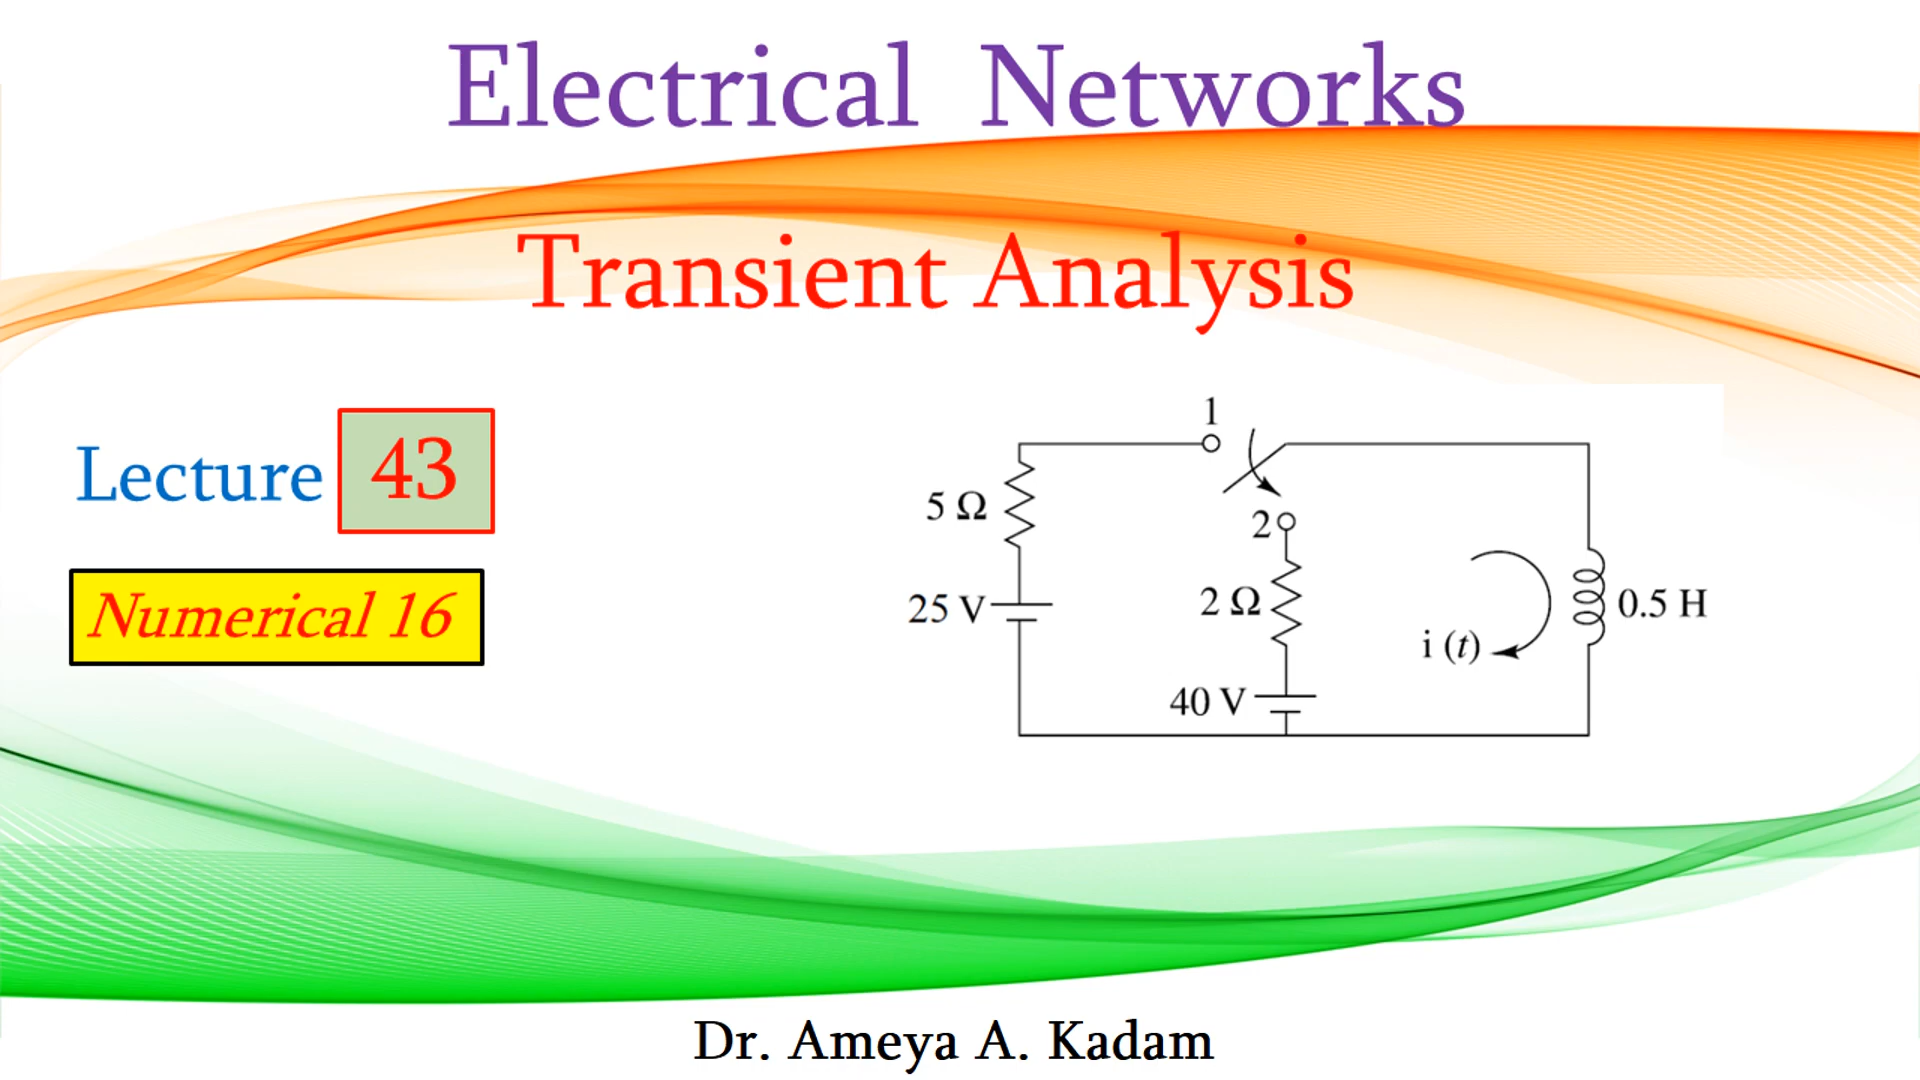 Electrical Networks
Transient Analysis
Lecture 43
Numerical 16
1
5 Ω
2
25 V
2 Ω
0.5 H
i (t)
40 V
Dr. Ameya A. Kadam